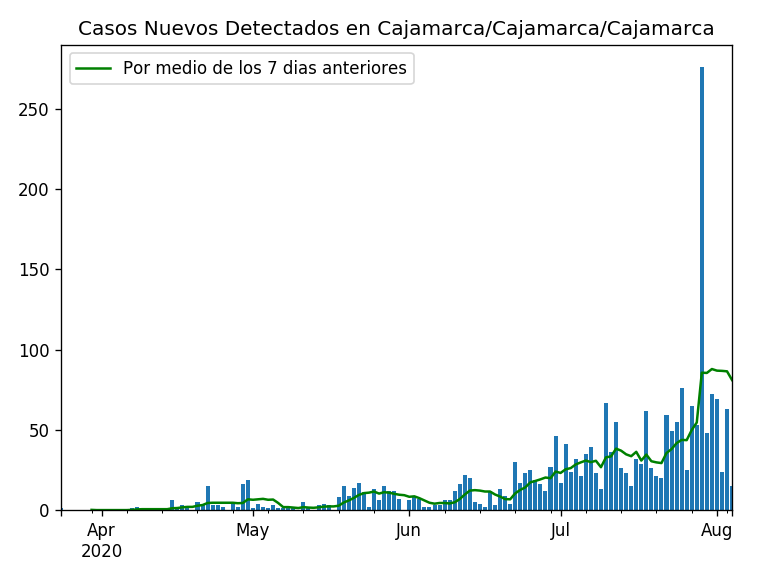 Casos Nuevos Detectados en Cajamarca/Cajamarca/Cajamarca
Por medio de los 7 dias anteriores
250
200
150
100
50
0
Apr May Jun Jul Aug
2020